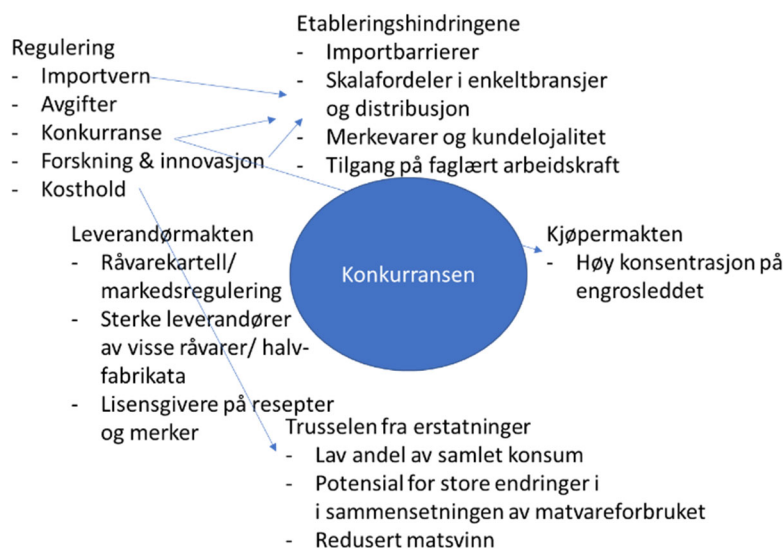 Etableringshindringene
- Importbarrierer
- Skalafordeler i enkeltbransjer
og distribusjon
- Merkevarer og kundelojalitet
- Tilgang på faglært arbeidskraft
Regulering
- Importvern
- Avgifter
- Konkurranse
- Forskning & innovasjon
- Kosthold
Leverandørmakten
- Råvarekartell/
markedsregulering
- Sterke leverandører
av visse råvarer/ halv-
fabrikata
- Lisensgivere på resepter
og merker
Konkurransen
Kjøpermakten
- Høy konsentrasjon på
engrosleddet
Trusselen fra erstatninger
- Lav andel av samlet konsum
- Potensial for store endringer i
i sammensetningen av matvareforbruket
- Redusert matsvinn